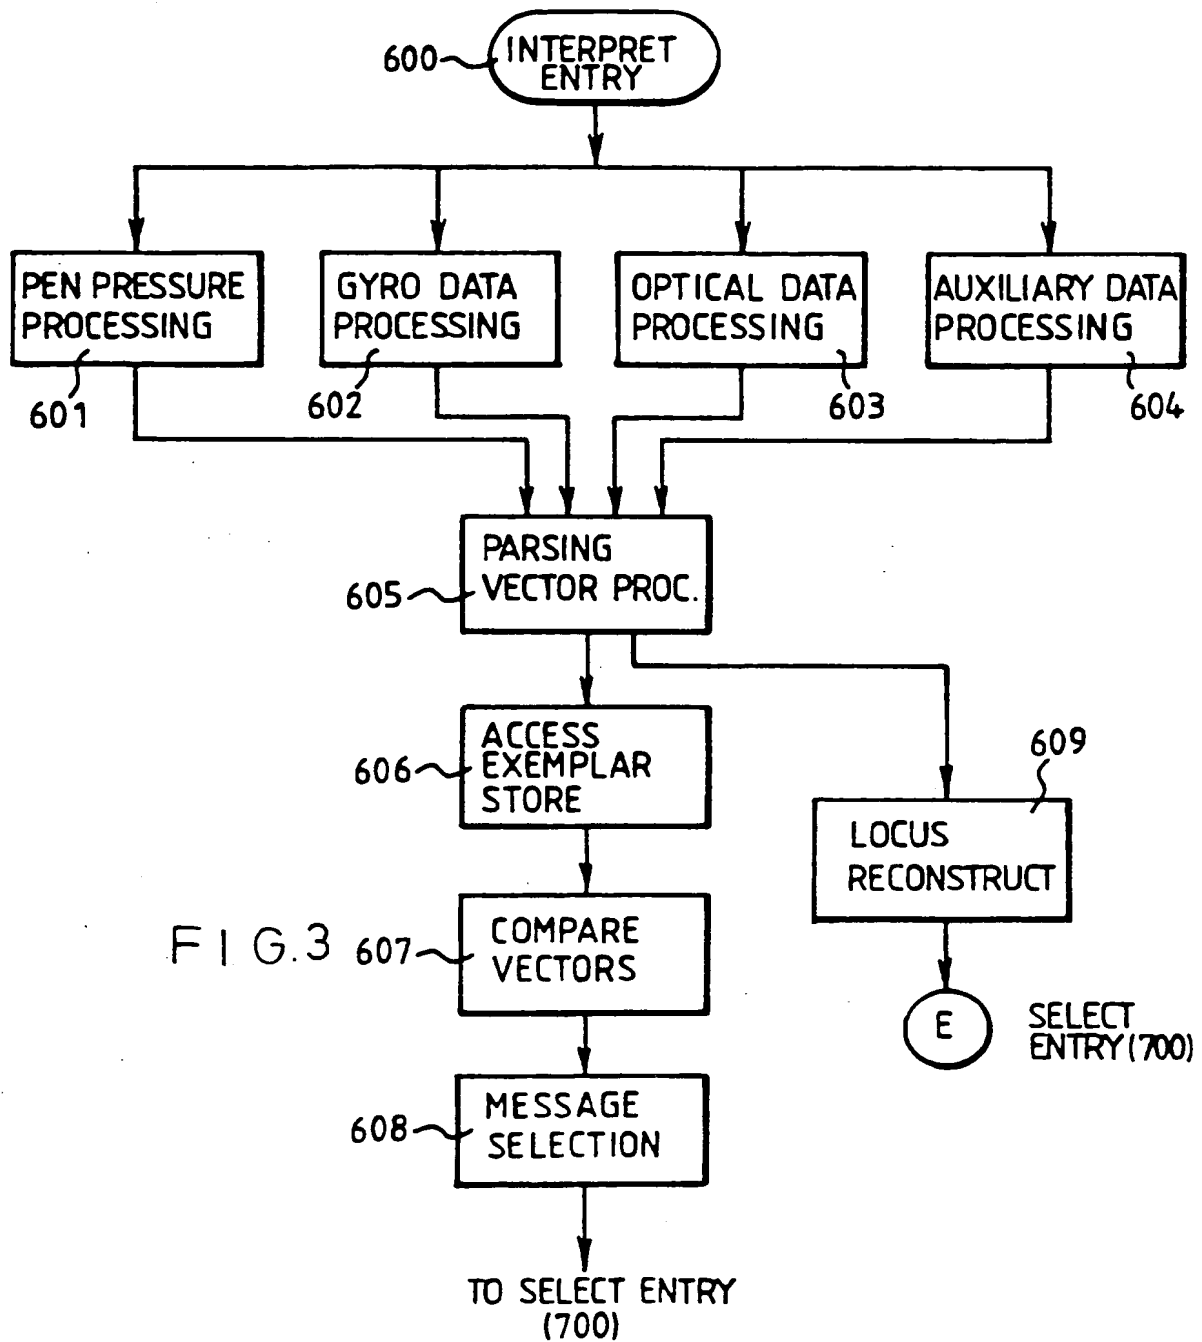 600
INTERPRET
ENTRY
PEN PRESSURE
PROCESSING
601
GYRO DATA
PROCESSING
602
OPTICAL DATA
PROCESSING
603
AUXILIARY DATA
PROCESSING
604
PARSING
VECTOR PROC.
605
ACCESS
EXEMPLAR
STORE
606
609
LOCUS
RECONSTRUCT
FIG.3
607
COMPARE
VECTORS
E
SELECT
ENTRY (700)
608
MESSAGE
SELECTION
TO SELECT ENTRY
(700)